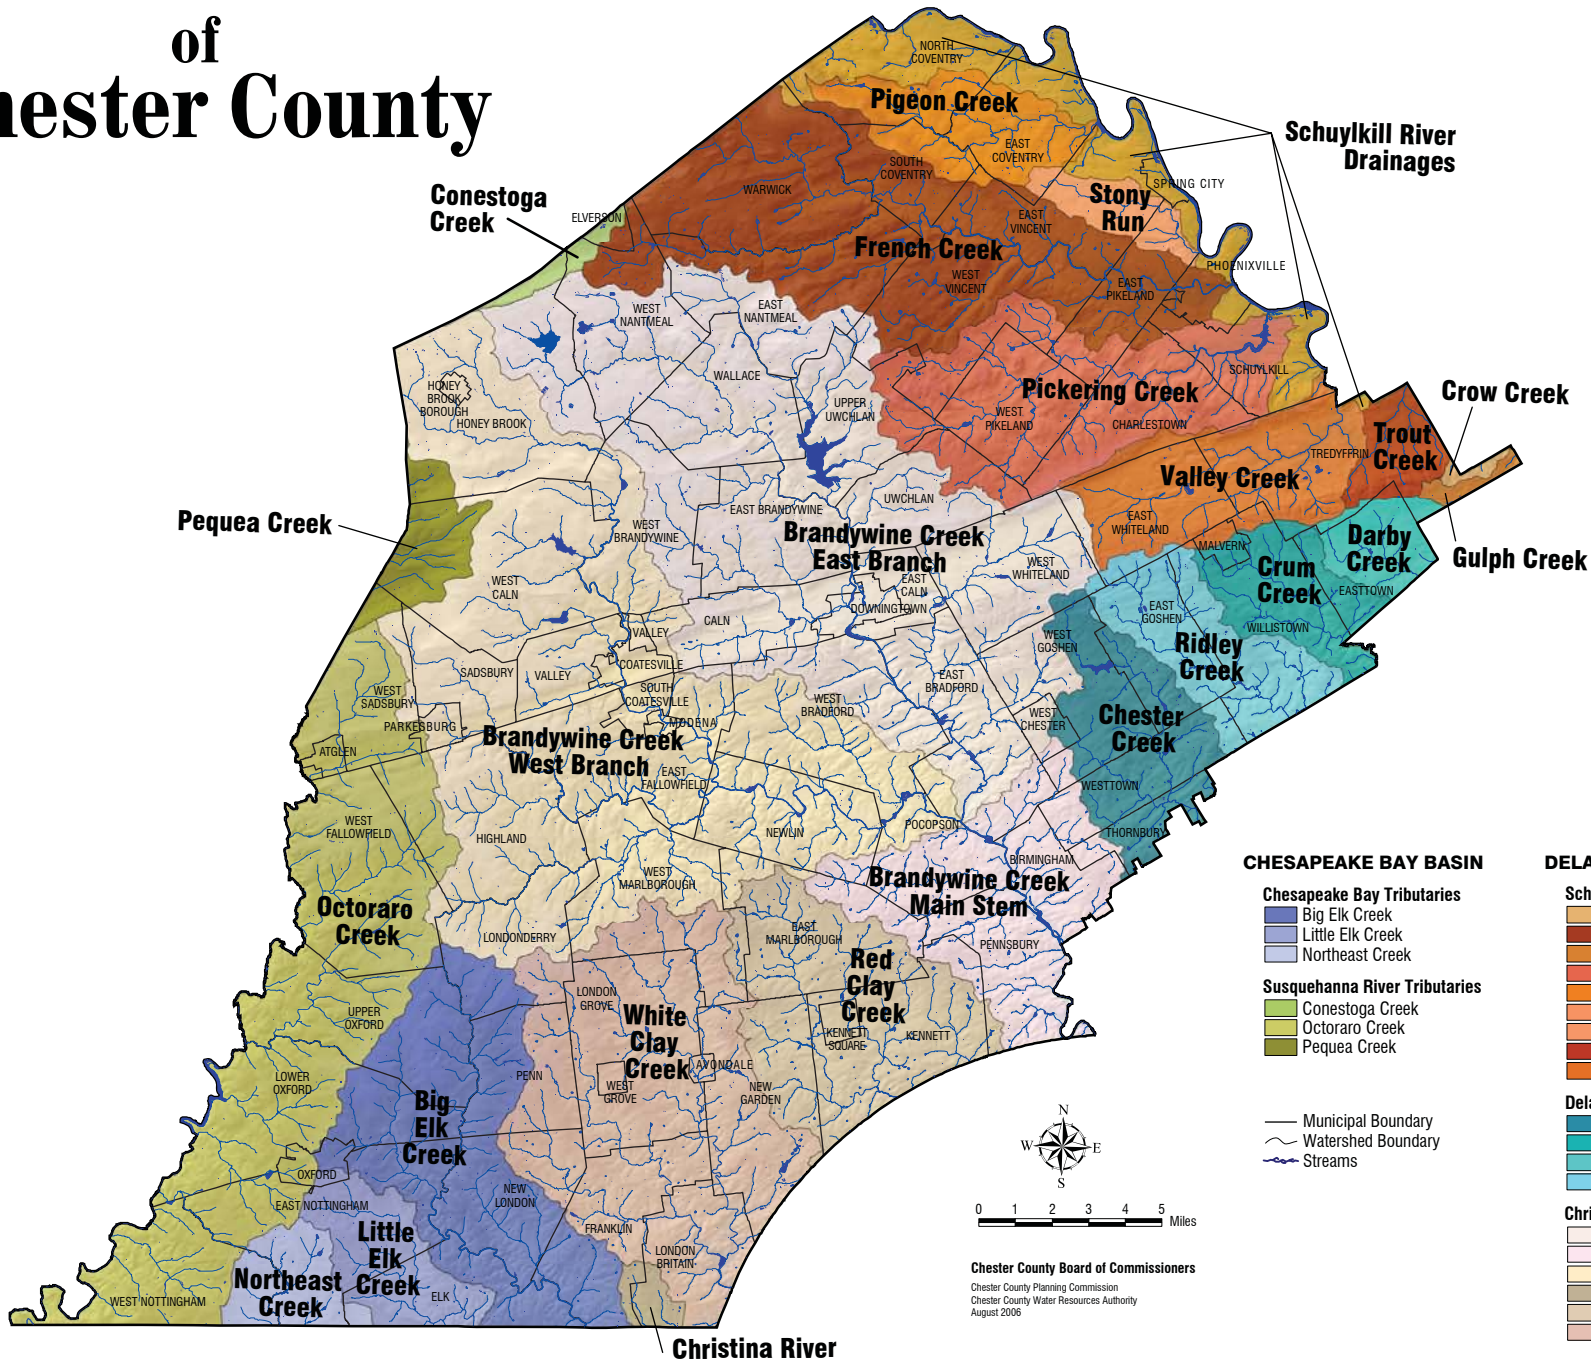 of
hester County
Conestoga
Creek
ELVERSON
NORTH
COVENTRY
Pigeon Creek
EAST
COVENTRY
SOUTH
COVENTRY
WARWICK
Schuylkill River
Drainages
SPRING CITY
Stony
Run
EAST
VINCENT
French Creek
WEST
VINCENT
PHOENIXVILLE
EAST
PIKELAND
WEST
NANTMEAL
EAST
NANTMEAL
WALLACE
HONEY
BROOK
BOROUGH
HONEY BROOK
UPPER
UWCHLAN
Pickering Creek
SCHUYLKILL
WEST
PIKELAND
CHARLESTOWN
Crow Creek
Trout
Creek
TREDYFFRIN
Valley Creek
Pequea Creek
UWCHLAN
EAST BRANDYWINE
WEST
BRANDYWINE
Brandywine Creek
East Branch
EAST
WHITELAND
MALVERN
Darby
Creek
Gulph Creek
WEST
WHITELAND
Crum
Creek
EASTTOWN
WEST
CALN
EAST
CALN
DOWNINGTOWN
CALN
EAST
GOSHEN
WILLISTOWN
WEST
GOSHEN
Ridley
Creek
VALLEY
COATESVILLE
SADSBURY
VALLEY
SOUTH
COATESVILLE
WEST
SADSBURY
PARKESBURG
MODENA
WEST
BRADFORD
EAST
BRADFORD
WEST
CHESTER
Chester
Creek
ATGLEN
Brandywine Creek
West Branch
EAST
FALLOWFIELD
WESTTOWN
WEST
FALLOWFIELD
HIGHLAND
NEWLIN
POCOPSON
THORNBURY
BIRMINGHAM
WEST
MARLBOROUGH
Brandywine Creek
Main Stem
Octoraro
Creek
LONDONDERRY
EAST
MARLBOROUGH
PENNSBURY
Red
Clay
Creek
LONDON
GROVE
White
Clay
Creek
UPPER
OXFORD
KENNETT
SQUARE
KENNETT
LOWER
OXFORD
PENN
AVONDALE
WEST
GROVE
NEW
GARDEN
Big
Elk
Creek
OXFORD
EAST NOTTINGHAM
NEW
LONDON
FRANKLIN
Little
Elk
Creek
LONDON
BRITAIN
Northeast
Creek
ELK
WEST NOTTINGHAM
Christina River
CHESAPEAKE BAY BASIN
Chesapeake Bay Tributaries
Big Elk Creek
Little Elk Creek
Northeast Creek
Susquehanna River Tributaries
Conestoga Creek
Octoraro Creek
Pequea Creek
Municipal Boundary
Watershed Boundary
Streams
DELA
Sch
Dela
Chri
N
W E
S
0 1 2 3 4 5
Miles
Chester County Board of Commissioners
Chester County Planning Commission
Chester County Water Resources Authority
August 2006